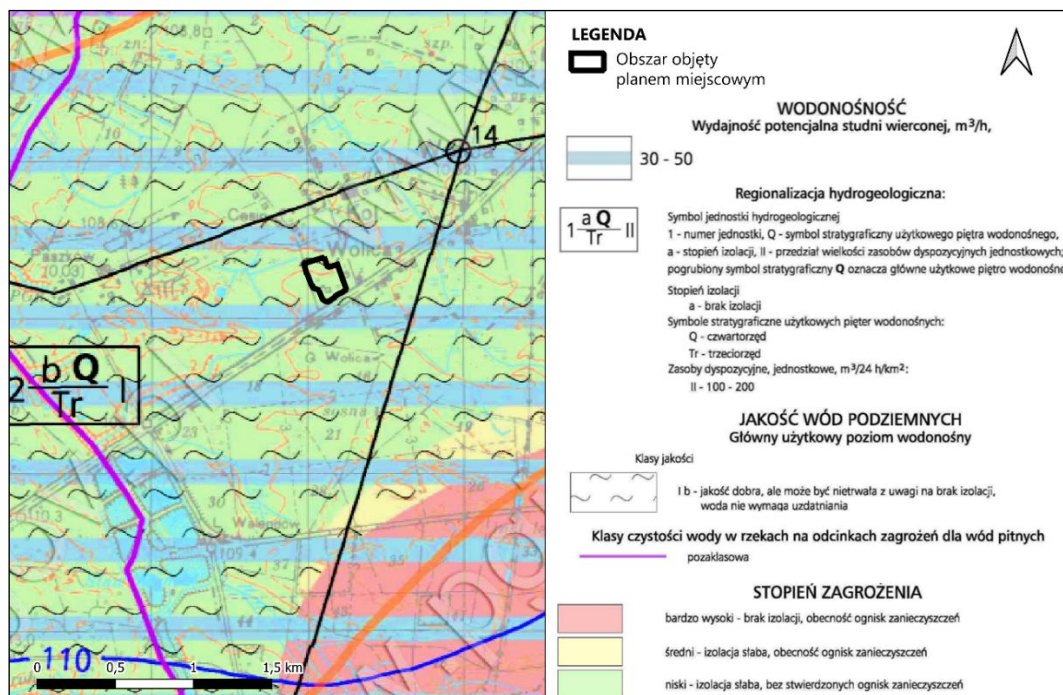 14
Wolica
Paszków
(0,03)
b Q
2 — I
Tr
G Wolica
sosna
Walendów
110
0 0,5 1 1,5 km
LEGENDA
Obszar objęty
planem miejscowym
WODONOŚNOŚĆ
Wydajność potencjalna studni wierconej, m³/h,
30 - 50
Regionalizacja hydrogeologiczna:
a Q
1 — II
Tr
Symbol jednostki hydrogeologicznej
1 - numer jednostki, Q - symbol stratygraficzny użytkowego piętra wodonośnego,
a - stopień izolacji, II - przedział wielkości zasobów dyspozycyjnych jednostkowych;
pogrubiony symbol stratygraficzny Q oznacza główne użytkowe piętro wodonośne
Stopień izolacji
a - brak izolacji
Symbole stratygraficzne użytkowych pięter wodonośnych:
Q - czwartorzęd
Tr - trzeciorzęd
Zasoby dyspozycyjne, jednostkowe, m³/24 h/km²:
II - 100 - 200
JAKOŚĆ WÓD PODZIEMNYCH
Główny użytkowy poziom wodonośny
Klasy jakości
I b - jakość dobra, ale może być nietrwała z uwagi na brak izolacji,
woda nie wymaga uzdatniania
Klasy czystości wody w rzekach na odcinkach zagrożeń dla wód pitnych
pozaklasowa
STOPIEŃ ZAGROŻENIA
bardzo wysoki - brak izolacji, obecność ognisk zanieczyszczeń
średni - izolacja słaba, obecność ognisk zanieczyszczeń
niski - izolacja słaba, bez stwierdzonych ognisk zanieczyszczeń